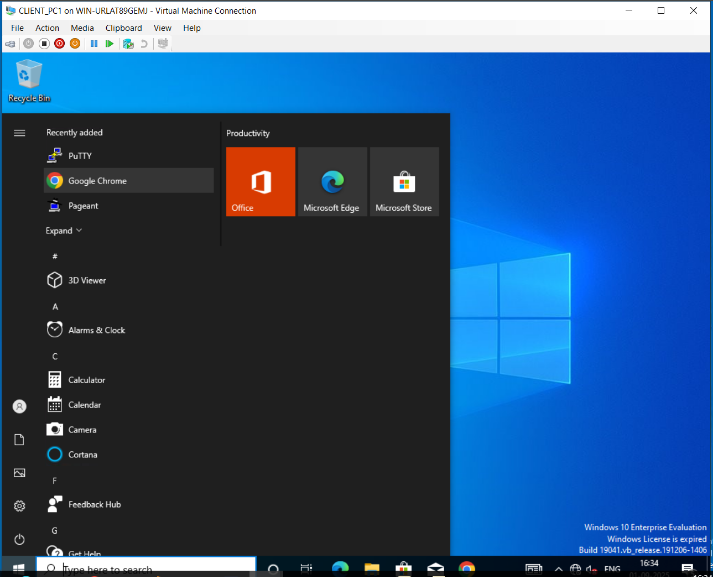 CLIENT_PC1 on WIN-URLAT89GEMJ - Virtual Machine Connection
File Action Media Clipboard View Help
Recycle Bin
Recently added
PuTTY
Google Chrome
Pageant
Expand
#
3D Viewer
A
Alarms & Clock
C
Calculator
Calendar
Camera
Cortana
F
Feedback Hub
G
Get Help
Productivity
Office
Microsoft Edge
Microsoft Store
Windows 10 Enterprise Evaluation
Windows License is expired
Build 19041.vb_release.191206-1406
Type here to search
ENG
16:34